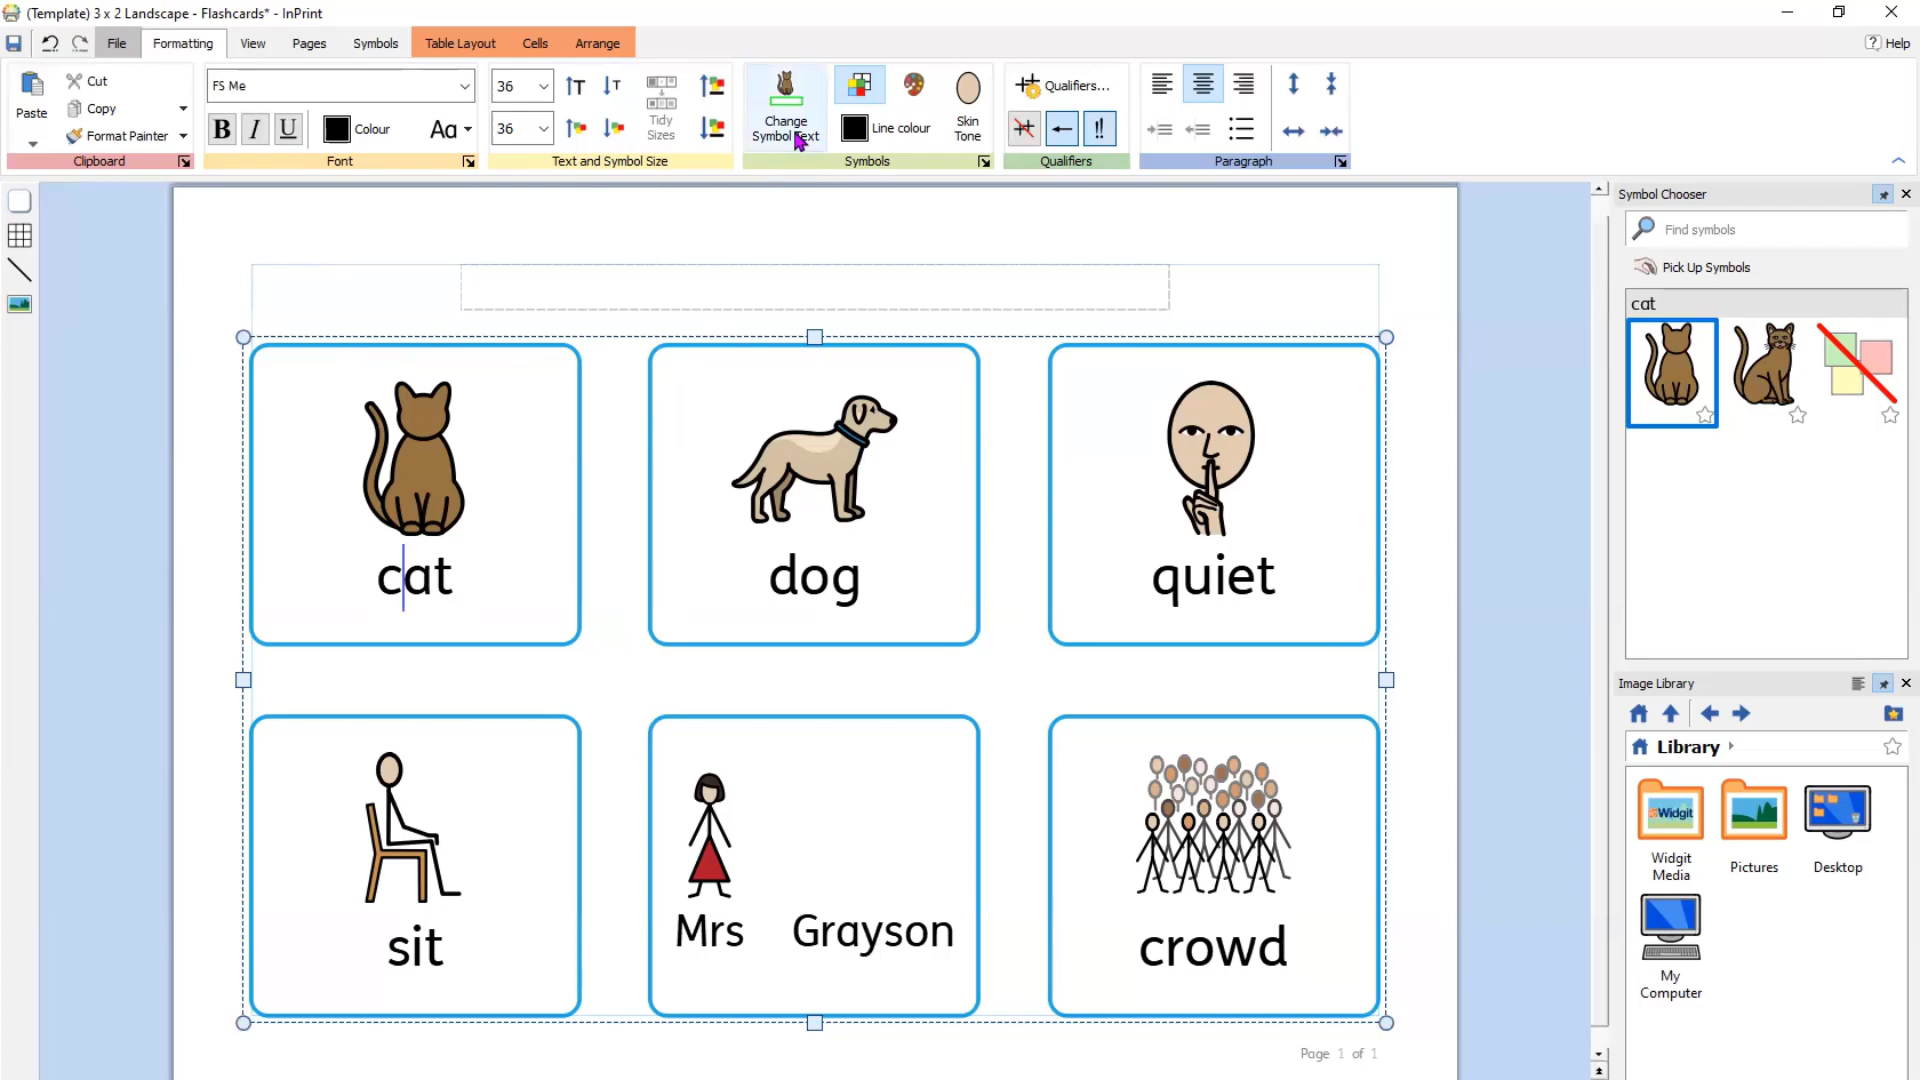 (Template) 3 x 2 Landscape - Flashcards* - InPrint
File Formatting View Pages Symbols Table Layout Cells Arrange Help
Paste
Cut
Copy
Format Painter
Clipboard
FS Me
B I U Colour Aa
Font
36
36
Tidy
Sizes
Text and Symbol Size
Change
Symbol Text
Line colour
Skin
Tone
Symbols
Qualifiers...
Qualifiers
Paragraph
cat
dog
quiet
sit
Mrs Grayson
crowd
Page 1 of 1
Symbol Chooser
Find symbols
Pick Up Symbols
cat
Image Library
Library
Widgit
Widgit
Media
Pictures
Desktop
My
Computer